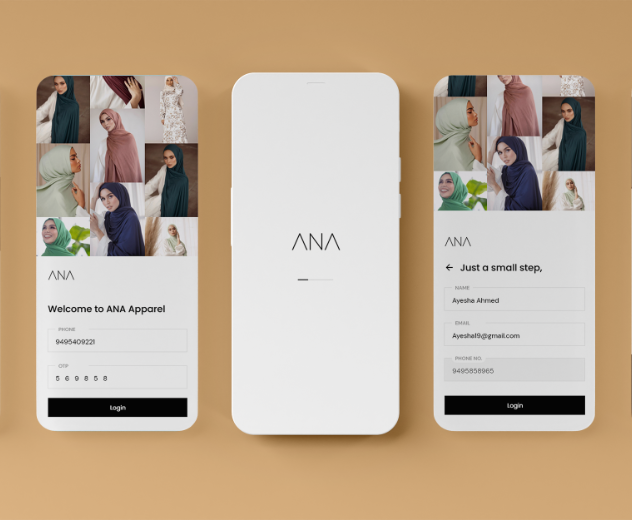 ANA
Welcome to ANA Apparel
PHONE
9495409221
OTP
5 6 9 8 5 8
Login
ANA
ANA
Just a small step,
NAME
Ayesha Ahmed
EMAIL
Ayesha19@gmail.com
PHONE NO.
9495858965
Login